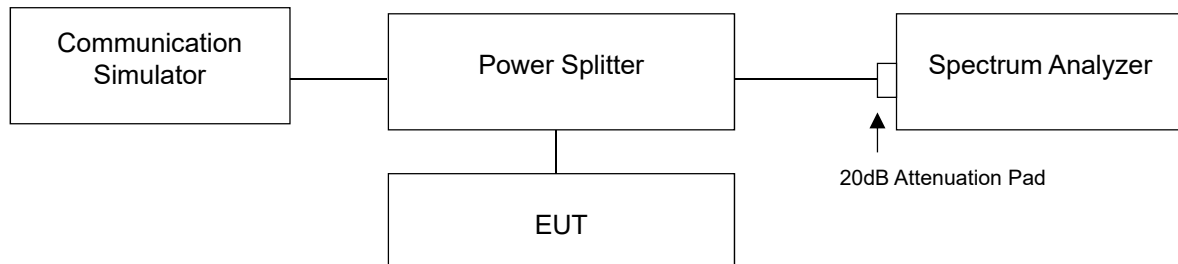 Communication
Simulator
Power Splitter
Spectrum Analyzer
20dB Attenuation Pad
EUT